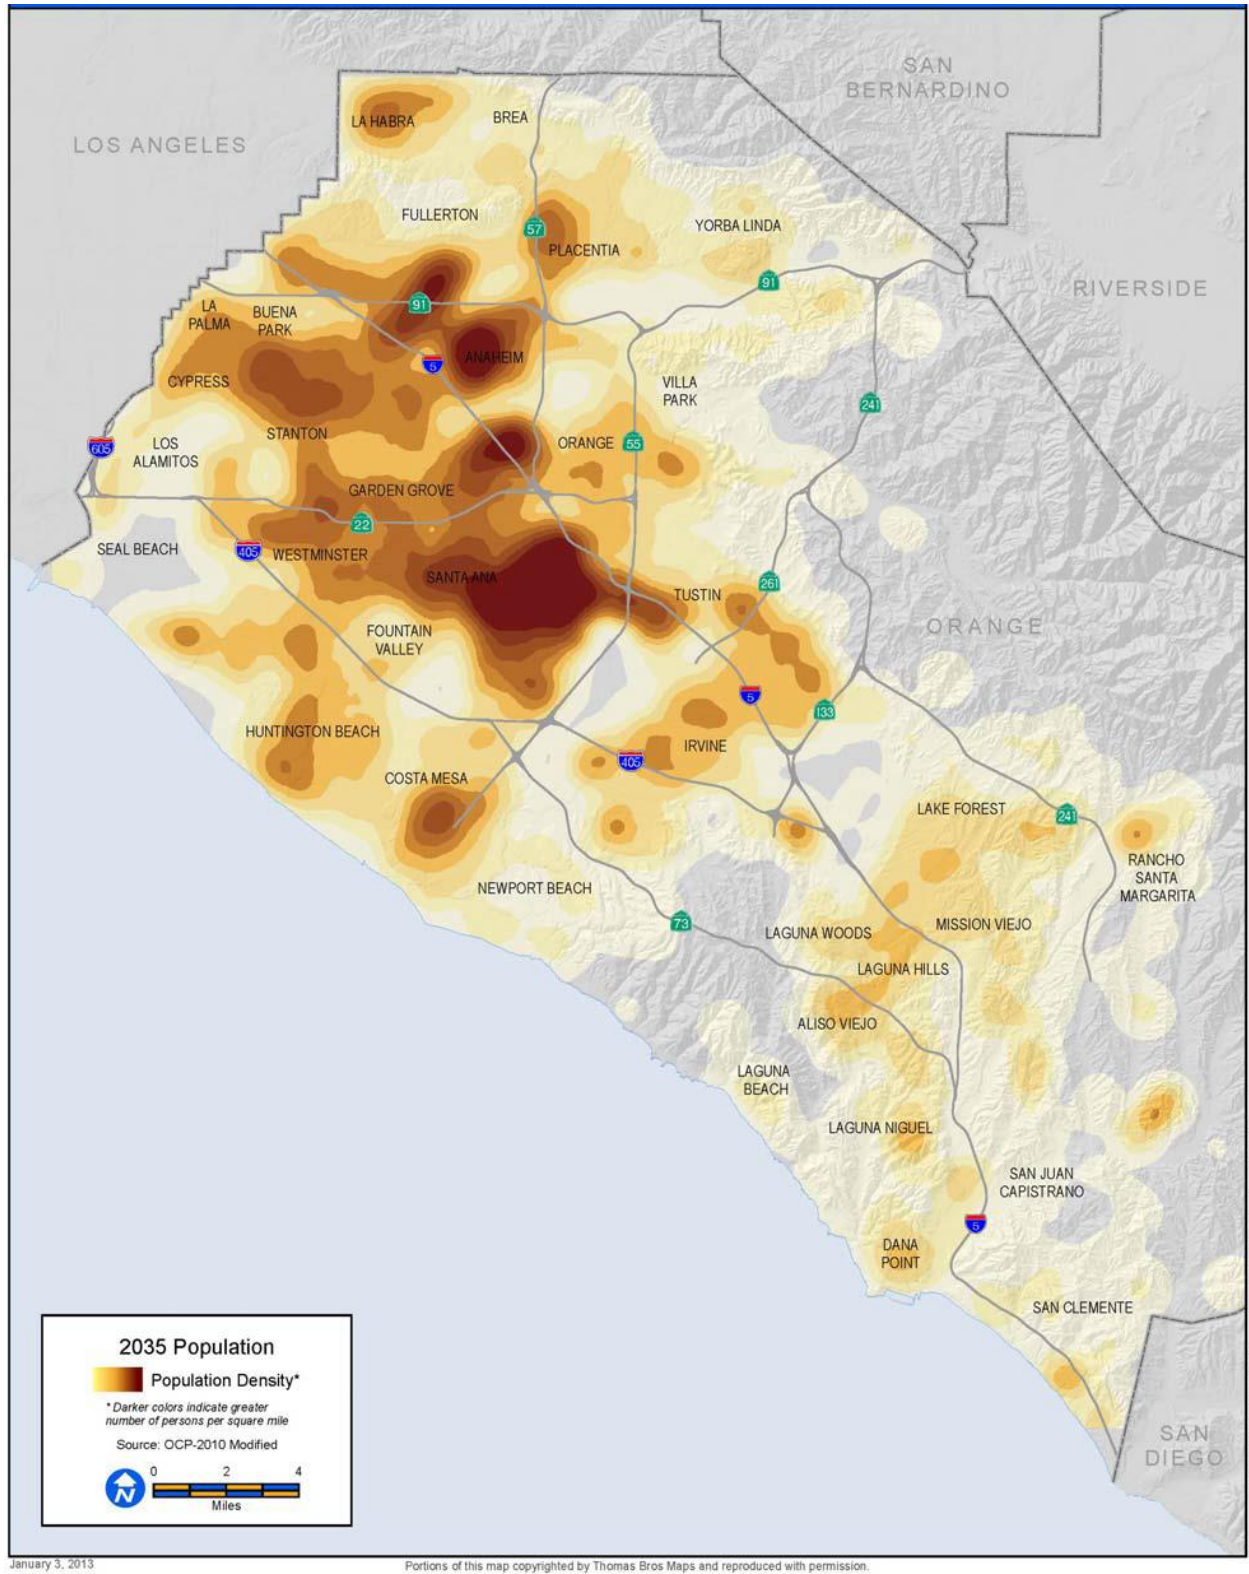 SAN
BERNARDINO
LOS ANGELES
LA HABRA
BREA
FULLERTON
57
PLACENTIA
YORBA LINDA
91
RIVERSIDE
LA
PALMA
BUENA
PARK
91
ANAHEIM
5
CYPRESS
VILLA
PARK
241
STANTON
ORANGE
55
605
LOS
ALAMITOS
GARDEN GROVE
22
SEAL BEACH
405
WESTMINSTER
SANTA ANA
TUSTIN
261
ORANGE
FOUNTAIN
VALLEY
5
133
HUNTINGTON BEACH
IRVINE
405
COSTA MESA
LAKE FOREST
241
RANCHO
SANTA
MARGARITA
NEWPORT BEACH
73
LAGUNA WOODS
MISSION VIEJO
LAGUNA HILLS
ALISO VIEJO
LAGUNA
BEACH
LAGUNA NIGUEL
SAN JUAN
CAPISTRANO
5
DANA
POINT
SAN CLEMENTE
SAN
DIEGO
2035 Population
Population Density*
* Darker colors indicate greater
number of persons per square mile
Source: OCP-2010 Modified
N
0 2 4
Miles
January 3, 2013
Portions of this map copyrighted by Thomas Bros Maps and reproduced with permission.